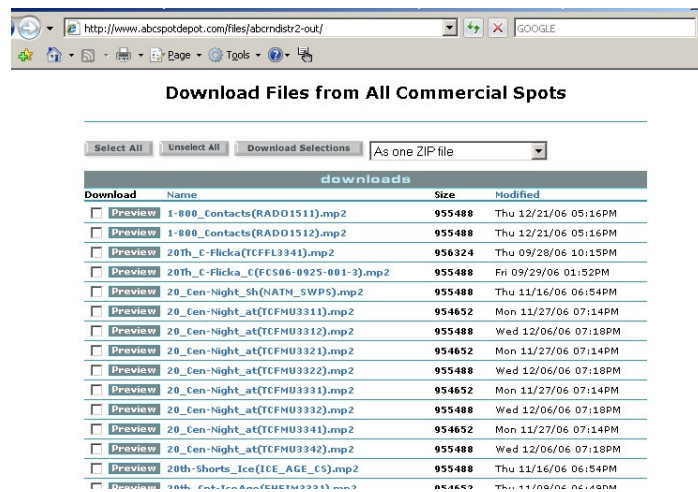 http://www.abcspotdepot.com/files/abcrndistr2-out/ GOOGLE
Page Tools
Download Files from All Commercial Spots
Select All Unselect All Download Selections As one ZIP file
downloads
Download Name Size Modified
Preview 1-800_Contacts(RADO1511).mp2 955488 Thu 12/21/06 05:16PM
Preview 1-800_Contacts(RADO1512).mp2 955488 Thu 12/21/06 05:16PM
Preview 20Th_C-Flicka(TCFFL3341).mp2 956324 Thu 09/28/06 10:15PM
Preview 20Th_C-Flicka_C(FCS06-0925-001-3).mp2 955488 Fri 09/29/06 01:52PM
Preview 20_Cen-Night_Sh(NATM_SWPS).mp2 955488 Thu 11/16/06 06:54PM
Preview 20_Cen-Night_at(TCFMU3311).mp2 954652 Mon 11/27/06 07:14PM
Preview 20_Cen-Night_at(TCFMU3312).mp2 955488 Wed 12/06/06 07:18PM
Preview 20_Cen-Night_at(TCFMU3321).mp2 954652 Mon 11/27/06 07:14PM
Preview 20_Cen-Night_at(TCFMU3322).mp2 955488 Wed 12/06/06 07:18PM
Preview 20_Cen-Night_at(TCFMU3331).mp2 954652 Mon 11/27/06 07:14PM
Preview 20_Cen-Night_at(TCFMU3332).mp2 955488 Wed 12/06/06 07:18PM
Preview 20_Cen-Night_at(TCFMU3341).mp2 954652 Mon 11/27/06 07:14PM
Preview 20_Cen-Night_at(TCFMU3342).mp2 955488 Wed 12/06/06 07:18PM
Preview 20th-Shorts_Ice(ICE_AGE_CS).mp2 955488 Thu 11/16/06 06:54PM
Preview 954652 Thu 11/09/06 06:49PM